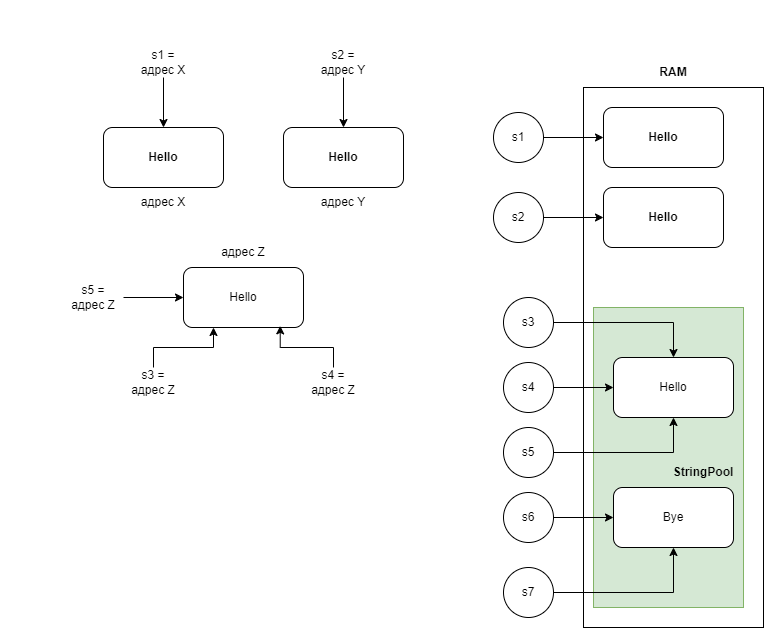 s1 =
адрес X
s2 =
адрес Y
Hello
Hello
адрес X
адрес Y
адрес Z
s5 =
адрес Z
Hello
s3 =
адрес Z
s4 =
адрес Z
RAM
s1
Hello
s2
Hello
s3
s4
Hello
s5
StringPool
s6
Bye
s7